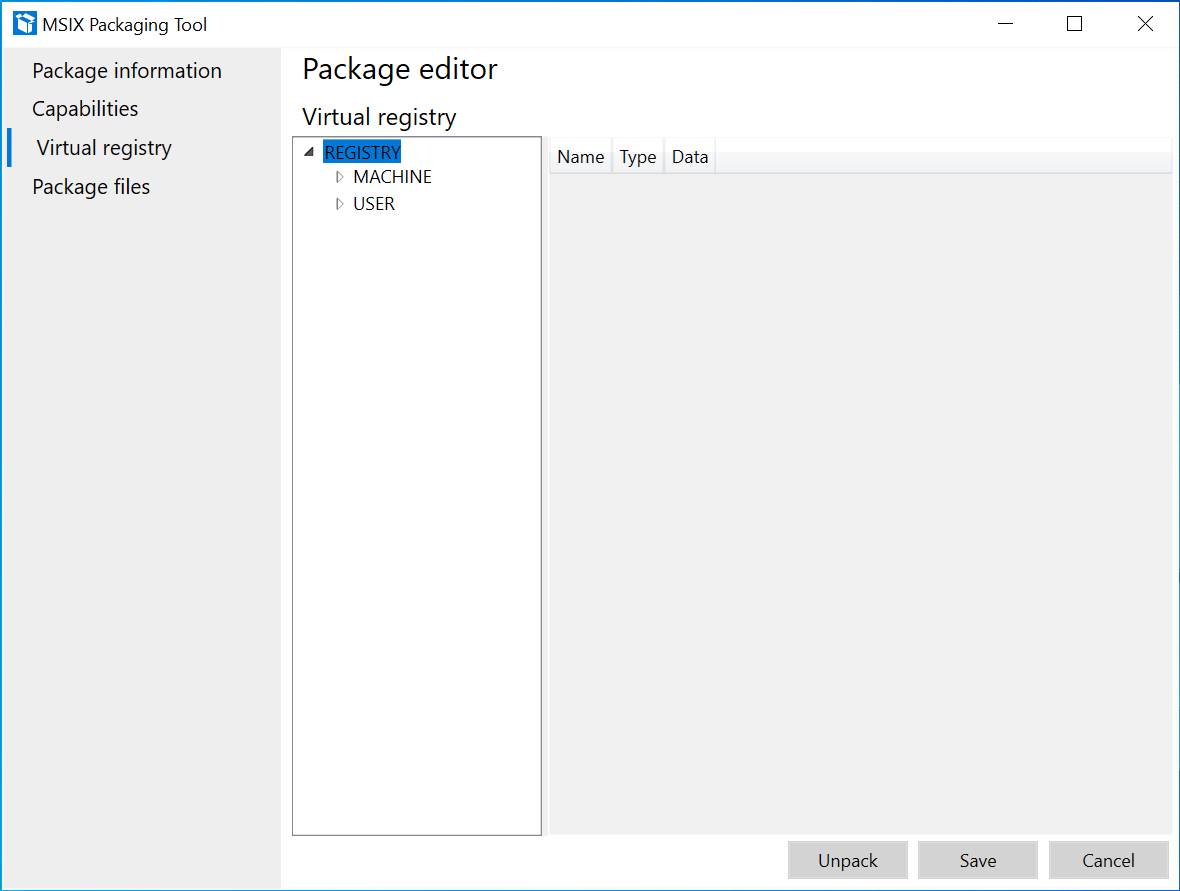 MSIX Packaging Tool
Package information
Capabilities
Virtual registry
Package files
Package editor
Virtual registry
REGISTRY
MACHINE
USER
Name Type Data
Unpack Save Cancel